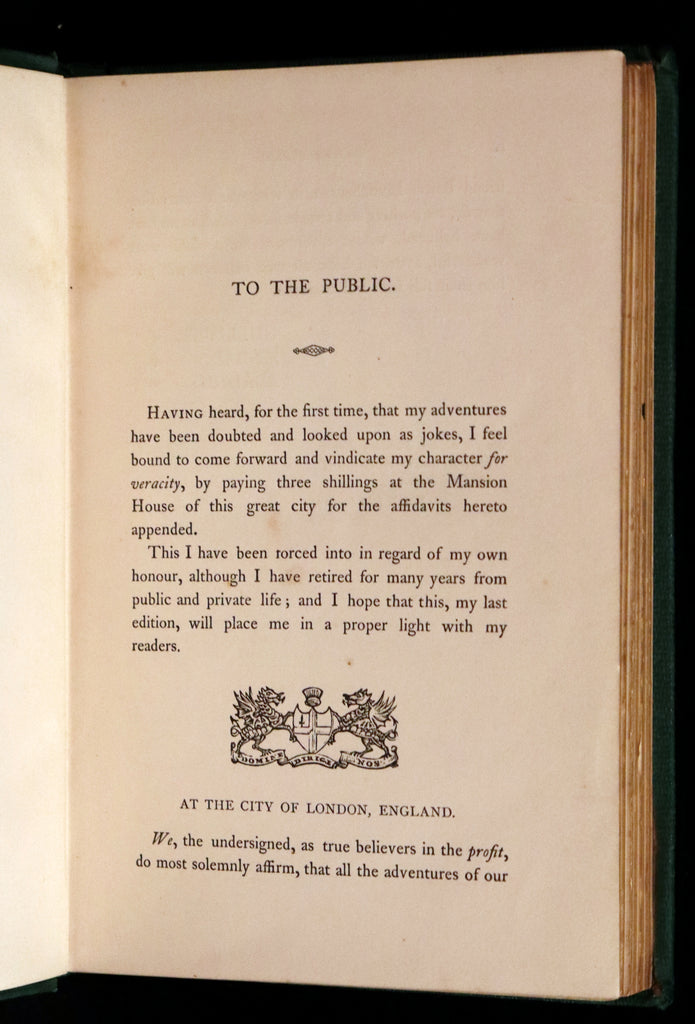 TO THE PUBLIC.
HAVING heard, for the first time, that my adventures
have been doubted and looked upon as jokes, I feel
bound to come forward and vindicate my character for
veracity, by paying three shillings at the Mansion
House of this great city for the affidavits hereto
appended.
This I have been rorced into in regard of my own
honour, although I have retired for many years from
public and private life; and I hope that this, my last
edition, will place me in a proper light with my
readers.
DOMINE DIRIGE NOS
AT THE CITY OF LONDON, ENGLAND.
We, the undersigned, as true believers in the profit,
do most solemnly affirm, that all the adventures of our